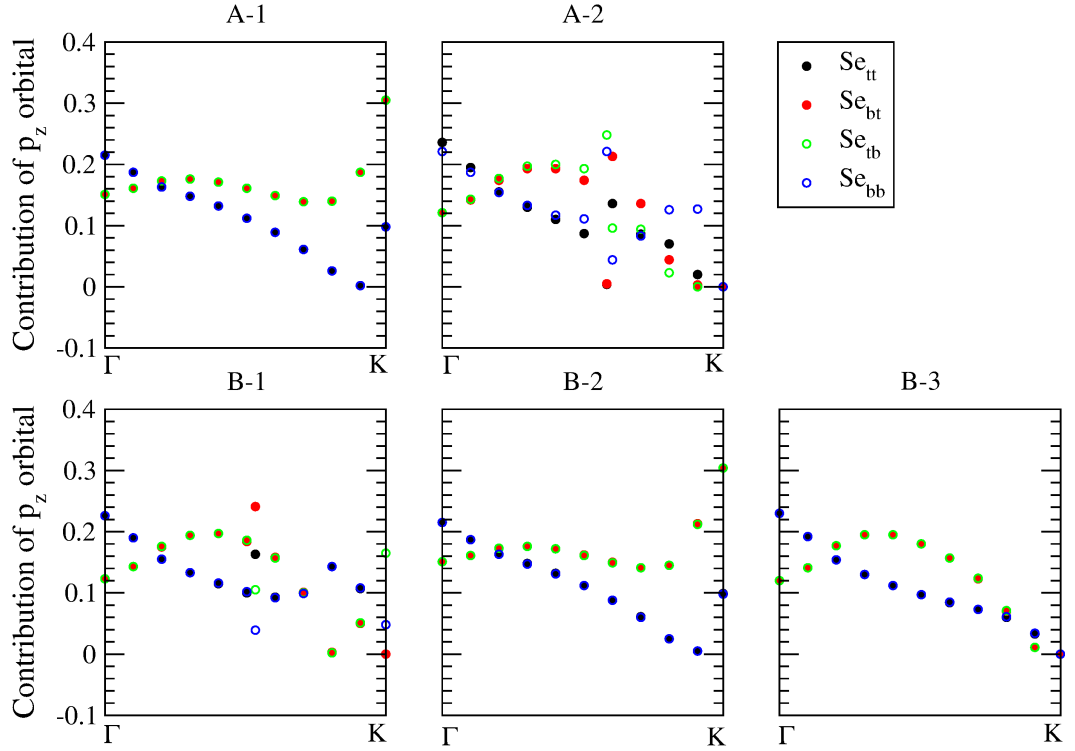 A-1
A-2
0.4
0.3
0.2
0.1
0
-0.1
Contribution of p_z orbital
Γ
K
Γ
K
Se_tt
Se_bt
Se_tb
Se_bb
B-1
B-2
B-3
0.4
0.3
0.2
0.1
0
-0.1
Contribution of p_z orbital
Γ
K
Γ
K
Γ
K